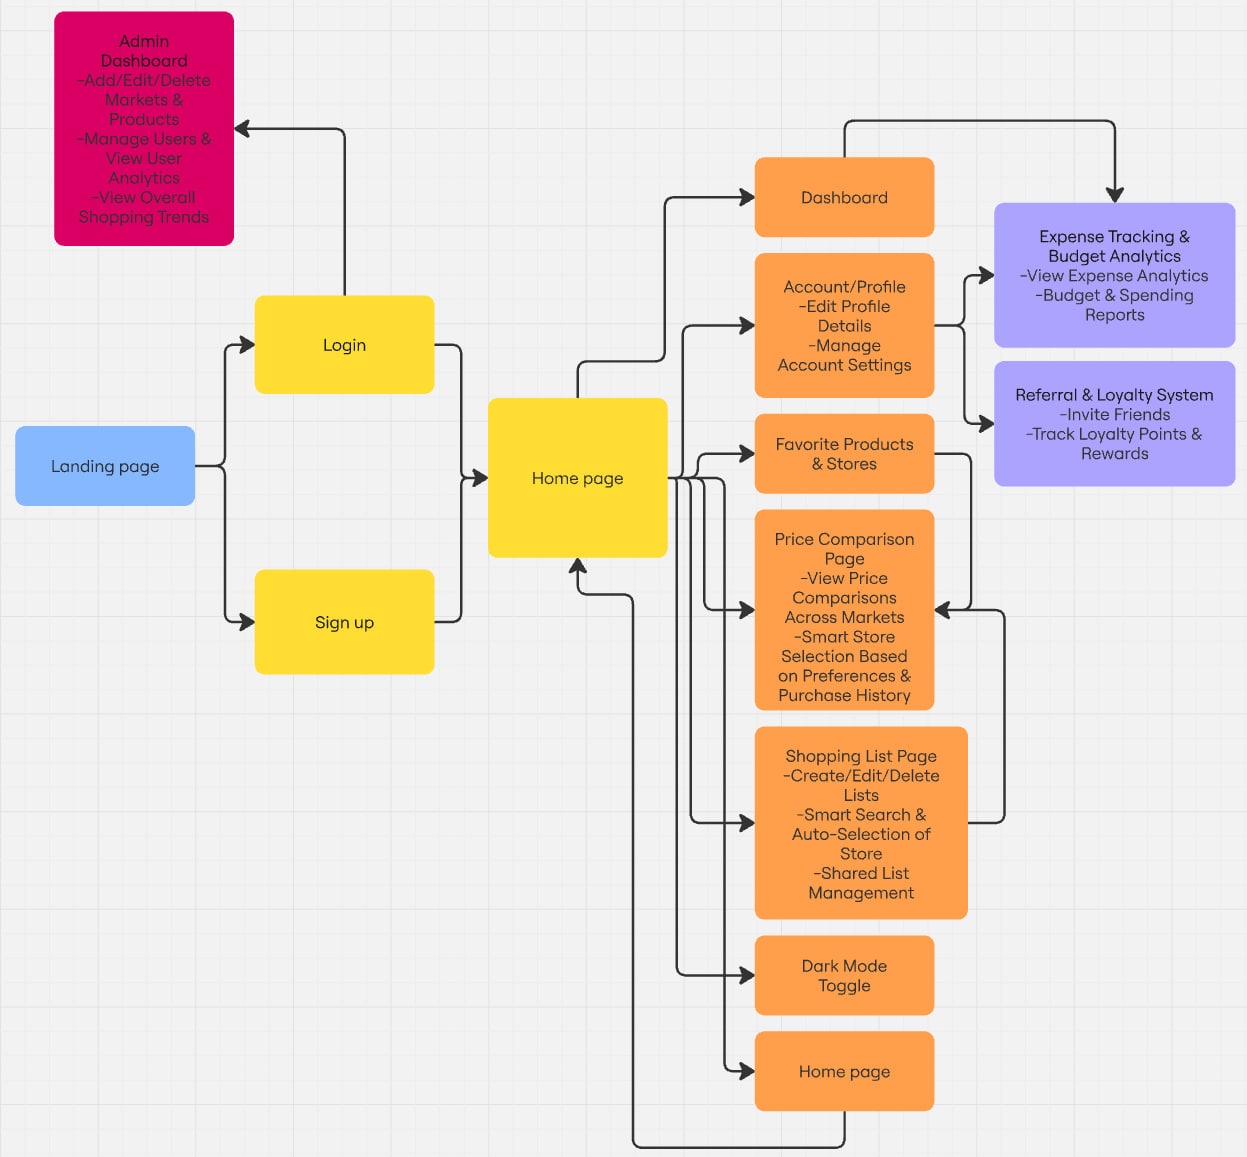 Admin
Dashboard
-Add/Edit/Delete
Markets &
Products
-Manage Users &
View User
Analytics
-View Overall
Shopping Trends
Login
Landing page
Sign up
Home page
Dashboard
Account/Profile
-Edit Profile
Details
-Manage
Account Settings
Favorite Products
& Stores
Price Comparison
Page
-View Price
Comparisons
Across Markets
-Smart Store
Selection Based
on Preferences &
Purchase History
Shopping List Page
-Create/Edit/Delete
Lists
-Smart Search &
Auto-Selection of
Store
-Shared List
Management
Dark Mode
Toggle
Home page
Expense Tracking &
Budget Analytics
-View Expense Analytics
-Budget & Spending
Reports
Referral & Loyalty System
-Invite Friends
-Track Loyalty Points &
Rewards